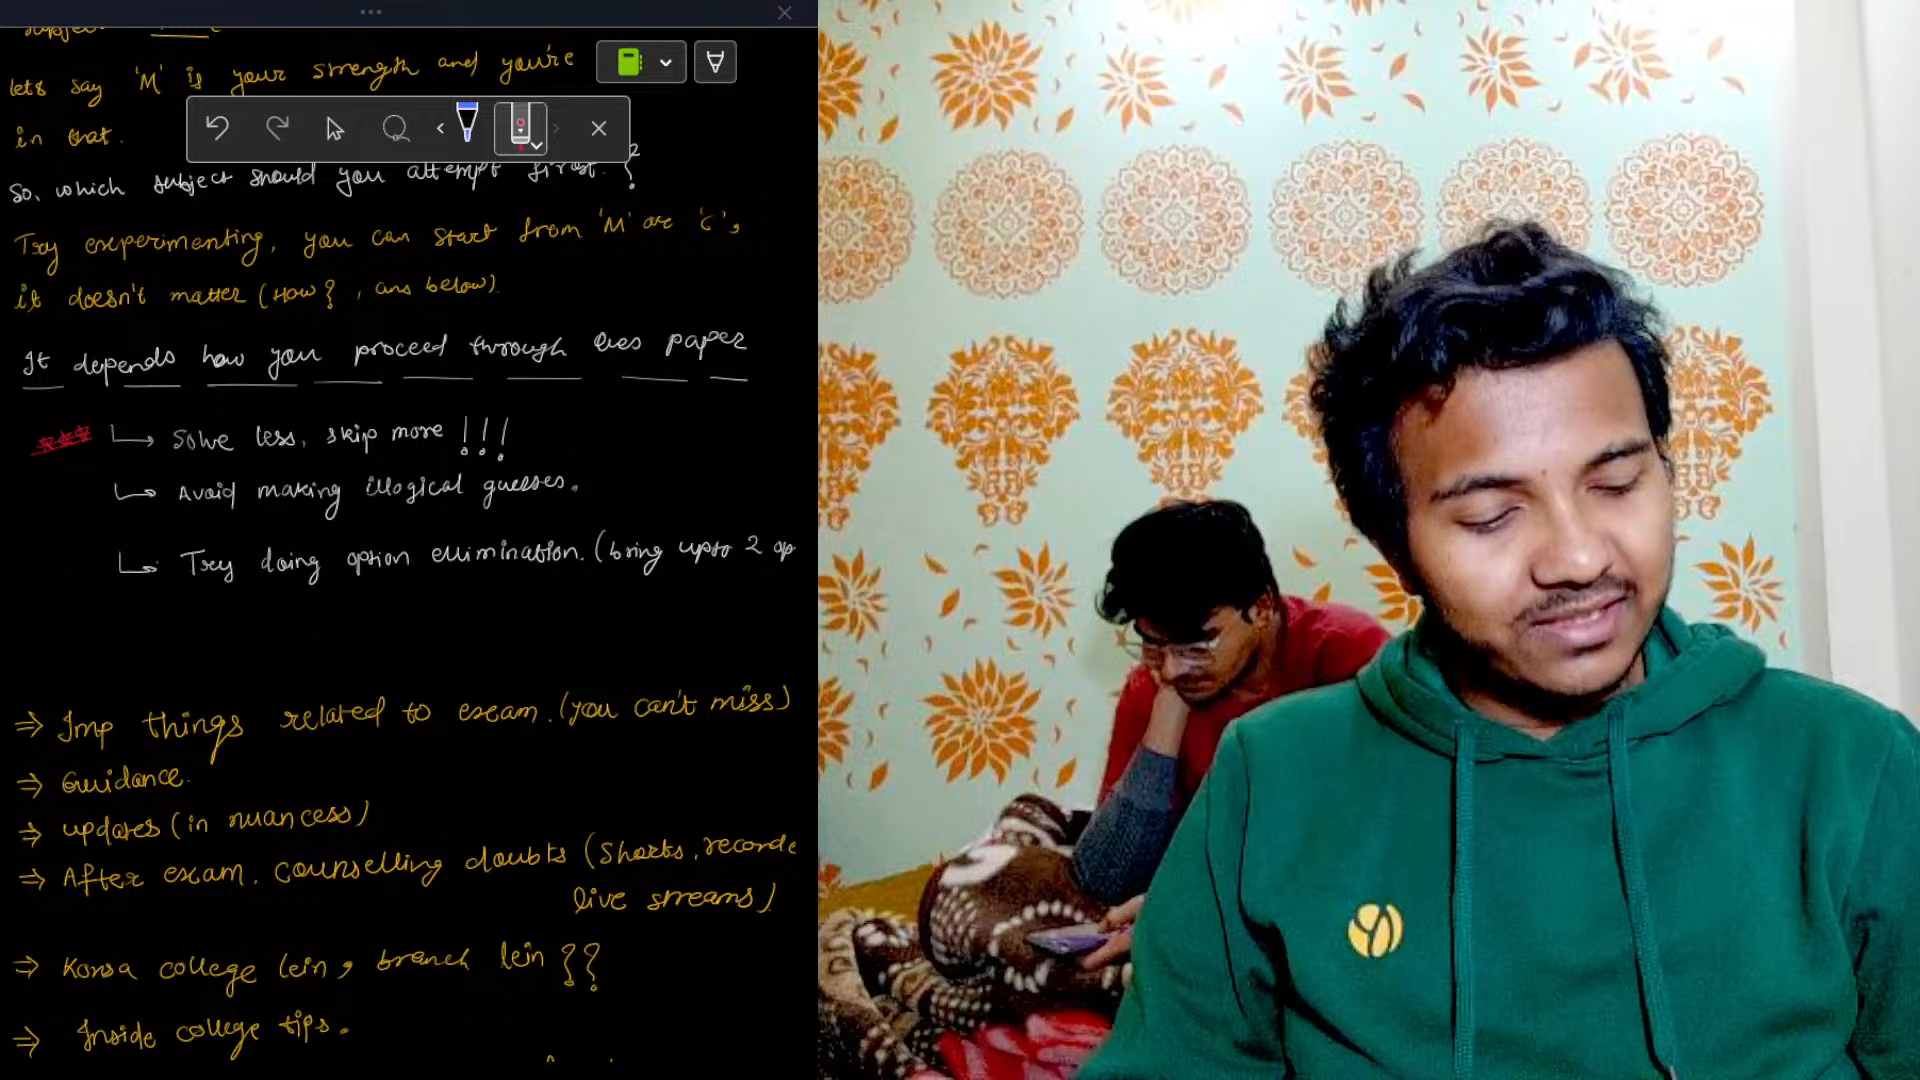 lets say 'M' is your strength and you're
in that.
So, which subject should you attempt first. ?
Try experimenting, you can start from 'M' are 'c',
it doesn't matter (How?, ans below).
It depends how you proceed through paper
*** ↳ Solve less, skip more !!!
↳ Avoid making illogical guesses.
↳ Try doing option ellimination. (bring upto 2 op
⇒ Imp things related to exam. (you can't miss)
⇒ Guidance.
⇒ updates (in nuancess)
⇒ After exam, counselling doubts (Shorts, recorde
live streams)
⇒ Konsa college lein, branch lein ??
⇒ Inside college tips.